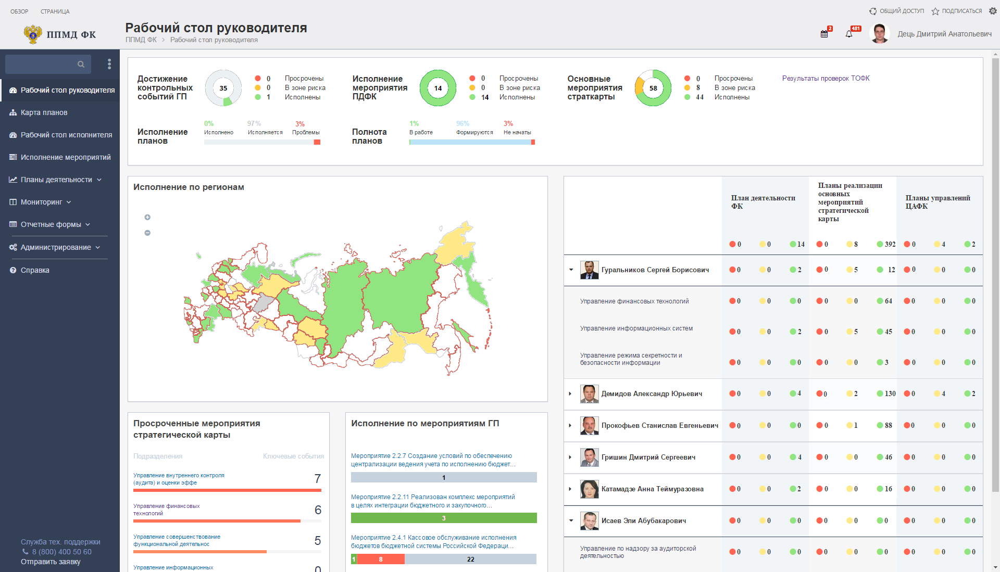 ОБЗОР
СТРАНИЦА
ОБЩИЙ ДОСТУП
ПОДПИСАТЬСЯ
ППМД ФК
Рабочий стол руководителя
ППМД ФК > Рабочий стол руководителя
2
481
Децъ Дмитрий Анатольевич
Рабочий стол руководителя
Карта планов
Рабочий стол исполнителя
Исполнение мероприятий
Планы деятельности
Мониторинг
Отчетные формы
Администрирование
Справка
Служба тех. поддержки
8 (800) 400 50 60
Отправить заявку
Достижение
контрольных
событий ГП
35
0 Просрочены
0 В зоне риска
1 Исполнены
Исполнение
мероприятия
ПДФК
14
0 Просрочены
0 В зоне риска
14 Исполнены
Основные
мероприятия
страткарты
58
0 Просрочены
8 В зоне риска
44 Исполнены
Результаты проверок ТОФК
Исполнение
планов
0% 97% 3%
Исполнено Исполняется Проблемы
Полнота
планов
1% 96% 3%
В работе Формируются Не начаты
Исполнение по регионам
Просроченные мероприятия
стратегической карты
Подразделения Ключевые события
Управление внутреннего контроля
(аудита) и оценки эффе
7
Управление финансовых
технологий
6
Управление совершенствование
функциональной деятельнос
5
Управление информационных
0
Исполнение по мероприятиям ГП
Мероприятие 2.2.7 Создание условий по обеспечению
централизации ведения учета по исполнению бюджет...
1
Мероприятие 2.2.11 Реализован комплекс мероприятий
в целях интеграции бюджетного и закупочного...
3
Мероприятие 2.4.1 Кассовое обслуживание исполнения
бюджетов бюджетной системы Российской Федераци...
1 8 22
План деятельности
ФК
Планы реализации
основных
мероприятий
стратегической
карты
Планы управлений
ЦАФК
0 0 14 0 8 392 0 4 2
Гуральников Сергей Борисович 0 0 2 0 5 12 0 0 0
Управление финансовых технологий 0 0 0 0 0 64 0 0 0
Управление информационных систем 0 0 2 0 5 45 0 0 0
Управление режима секретности и
безопасности информации 0 0 0 0 0 3 0 0 0
Демидов Александр Юрьевич 0 0 4 0 2 130 0 4 2
Прокофьев Станислав Евгеньевич 0 0 0 0 1 88 0 0 0
Гришин Дмитрий Сергеевич 0 0 4 0 0 46 0 0 0
Катамадзе Анна Теймуразовна 0 0 2 0 0 16 0 0 0
Исаев Эли Абубакарович 0 0 0 0 0 0 0 0 0
Управление по надзору за аудиторской
деятельностью 0 0 0 0 0 0 0 0 0